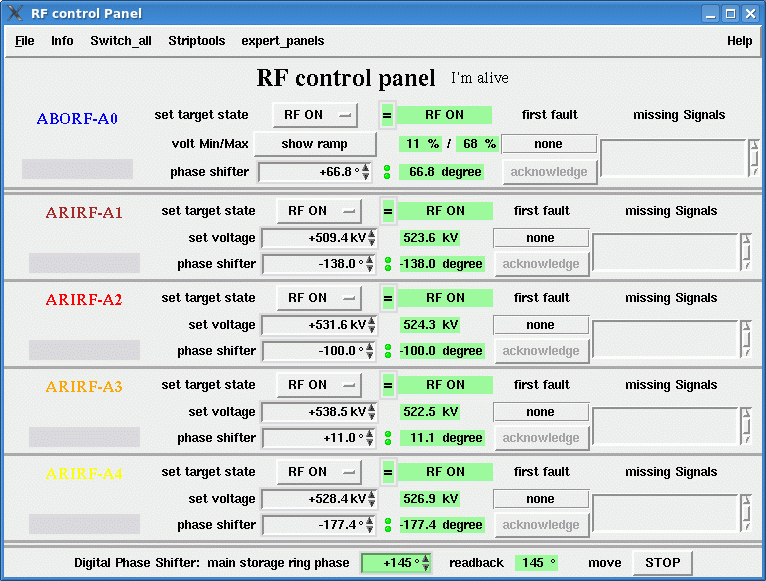 RF control Panel
File Info Switch_all Striptools expert_panels Help
RF control panel I'm alive
ABORF-A0 set target state RF ON = RF ON first fault missing Signals
volt Min/Max show ramp 11 % / 68 % none
phase shifter +66.8 ° 66.8 degree acknowledge
ARIRF-A1 set target state RF ON = RF ON first fault missing Signals
set voltage +509.4 kV 523.6 kV none
phase shifter -138.0 ° -138.0 degree acknowledge
ARIRF-A2 set target state RF ON = RF ON first fault missing Signals
set voltage +531.6 kV 524.3 kV none
phase shifter -100.0 ° -100.0 degree acknowledge
ARIRF-A3 set target state RF ON = RF ON first fault missing Signals
set voltage +538.5 kV 522.5 kV none
phase shifter +11.0 ° 11.1 degree acknowledge
ARIRF-A4 set target state RF ON = RF ON first fault missing Signals
set voltage +528.4 kV 526.9 kV none
phase shifter -177.4 ° -177.4 degree acknowledge
Digital Phase Shifter: main storage ring phase +145 ° readback 145 ° move STOP